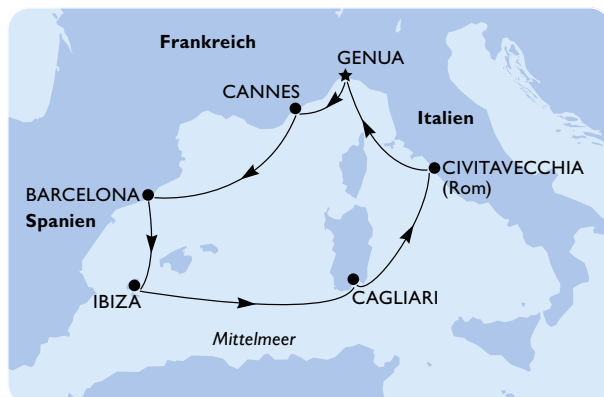 Frankreich
GENUA
CANNES
Italien
CIVITAVECCHIA
(Rom)
BARCELONA
Spanien
IBIZA
CAGLIARI
Mittelmeer